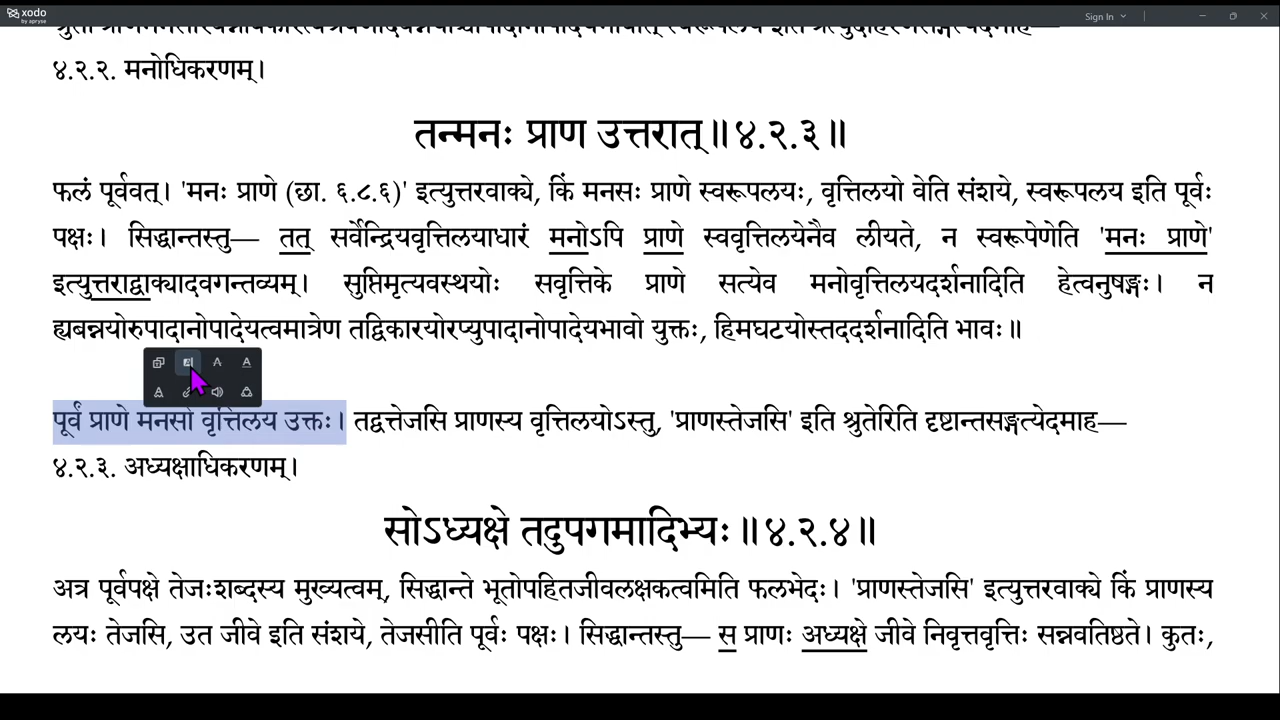 xodo
by apryse
Sign In
४.२.२. मनोधिकरणम्।
तन्मनः प्राण उत्तरात्॥४.२.३॥
फलं पूर्ववत्। 'मनः प्राणे (छा. ६.८.६)' इत्युत्तरवाक्ये, किं मनसः प्राणे स्वरूपलयः, वृत्तिलयो वेति संशये, स्वरूपलय इति पूर्वः
पक्षः। सिद्धान्तस्तु— तत् सर्वेन्द्रियवृत्तिलयाधारं मनोऽपि प्राणे स्ववृत्तिलयेनैव लीयते, न स्वरूपेणेति 'मनः प्राणे'
इत्युत्तराद्वाक्यादवगन्तव्यम्। सुप्तिमृत्यवस्थयोः सवृत्तिके प्राणे सत्येव मनोवृत्तिलयदर्शनादिति हेत्वनुषङ्गः। न
ह्यबन्नयोरुपादानोपादेयत्वमात्रेण तद्विकारयोरप्युपादानोपादेयभावो युक्तः, हिमघटयोस्तददर्शनादिति भावः॥
पूर्वं प्राणे मनसो वृत्तिलय उक्तः। तद्वत्तेजसि प्राणस्य वृत्तिलयोऽस्तु, 'प्राणस्तेजसि' इति श्रुतेरिति दृष्टान्तसङ्गत्येदमाह—
४.२.३. अध्यक्षाधिकरणम्।
सोऽध्यक्षे तदुपगमादिभ्यः॥४.२.४॥
अत्र पूर्वपक्षे तेजःशब्दस्य मुख्यत्वम्, सिद्धान्ते भूतोपहितजीवलक्षकत्वमिति फलभेदः। 'प्राणस्तेजसि' इत्युत्तरवाक्ये किं प्राणस्य
लयः तेजसि, उत जीवे इति संशये, तेजसीति पूर्वः पक्षः। सिद्धान्तस्तु— स प्राणः अध्यक्षे जीवे निवृत्तवृत्तिः सन्नवतिष्ठते। कुतः,